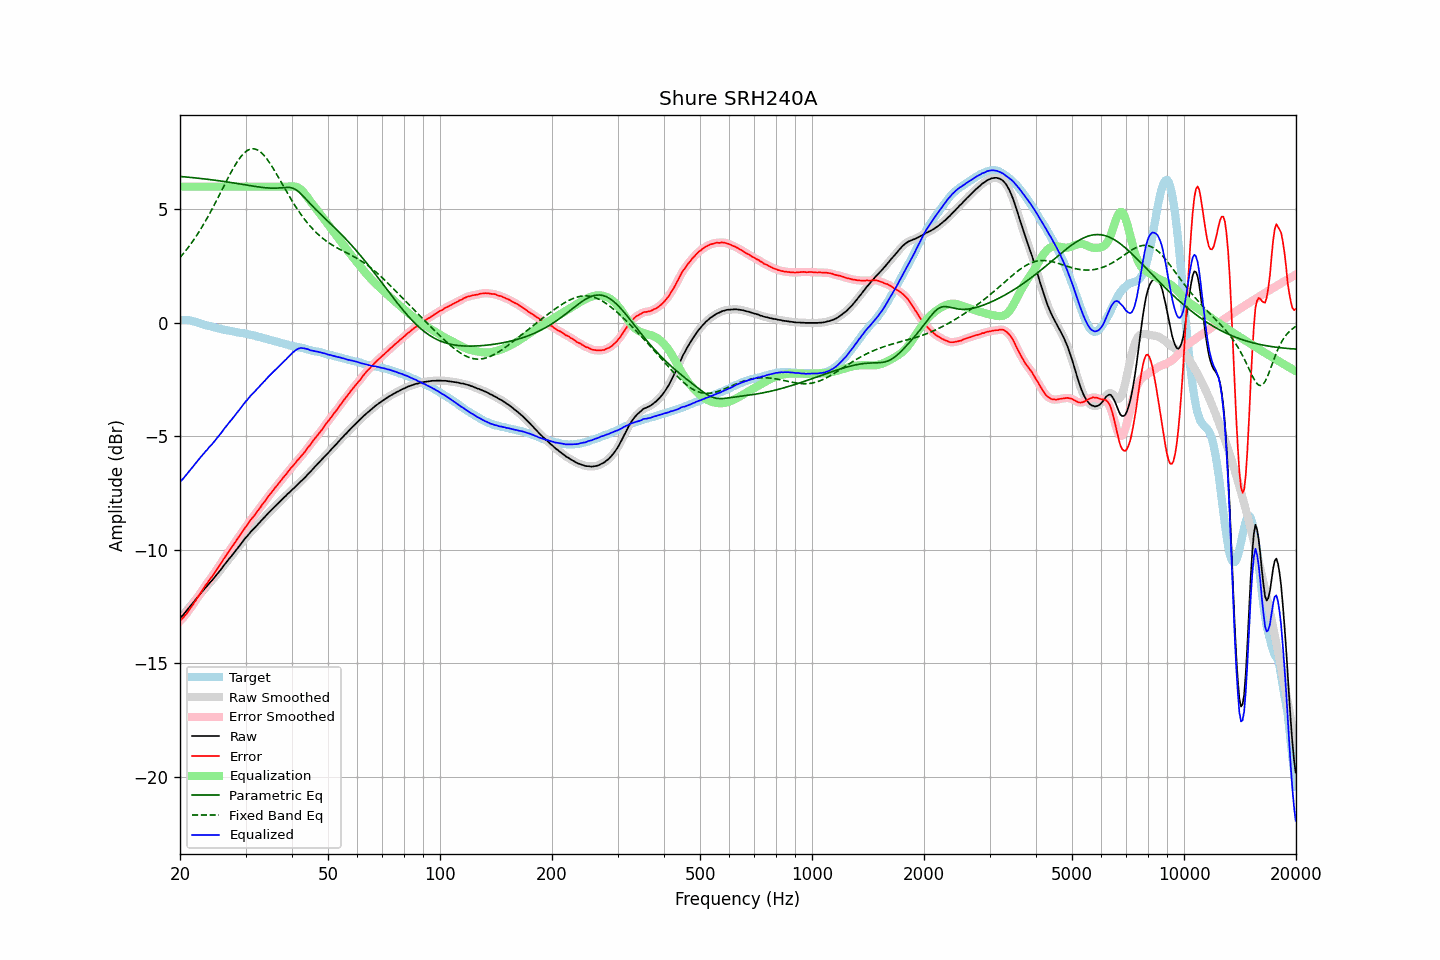 Shure SRH240A
Amplitude (dBr)
5
0
−5
−10
−15
−20
Target
Raw Smoothed
Error Smoothed
Raw
Error
Equalization
Parametric Eq
Fixed Band Eq
Equalized
20 50 100 200 500 1000 2000 5000 10000 20000
Frequency (Hz)